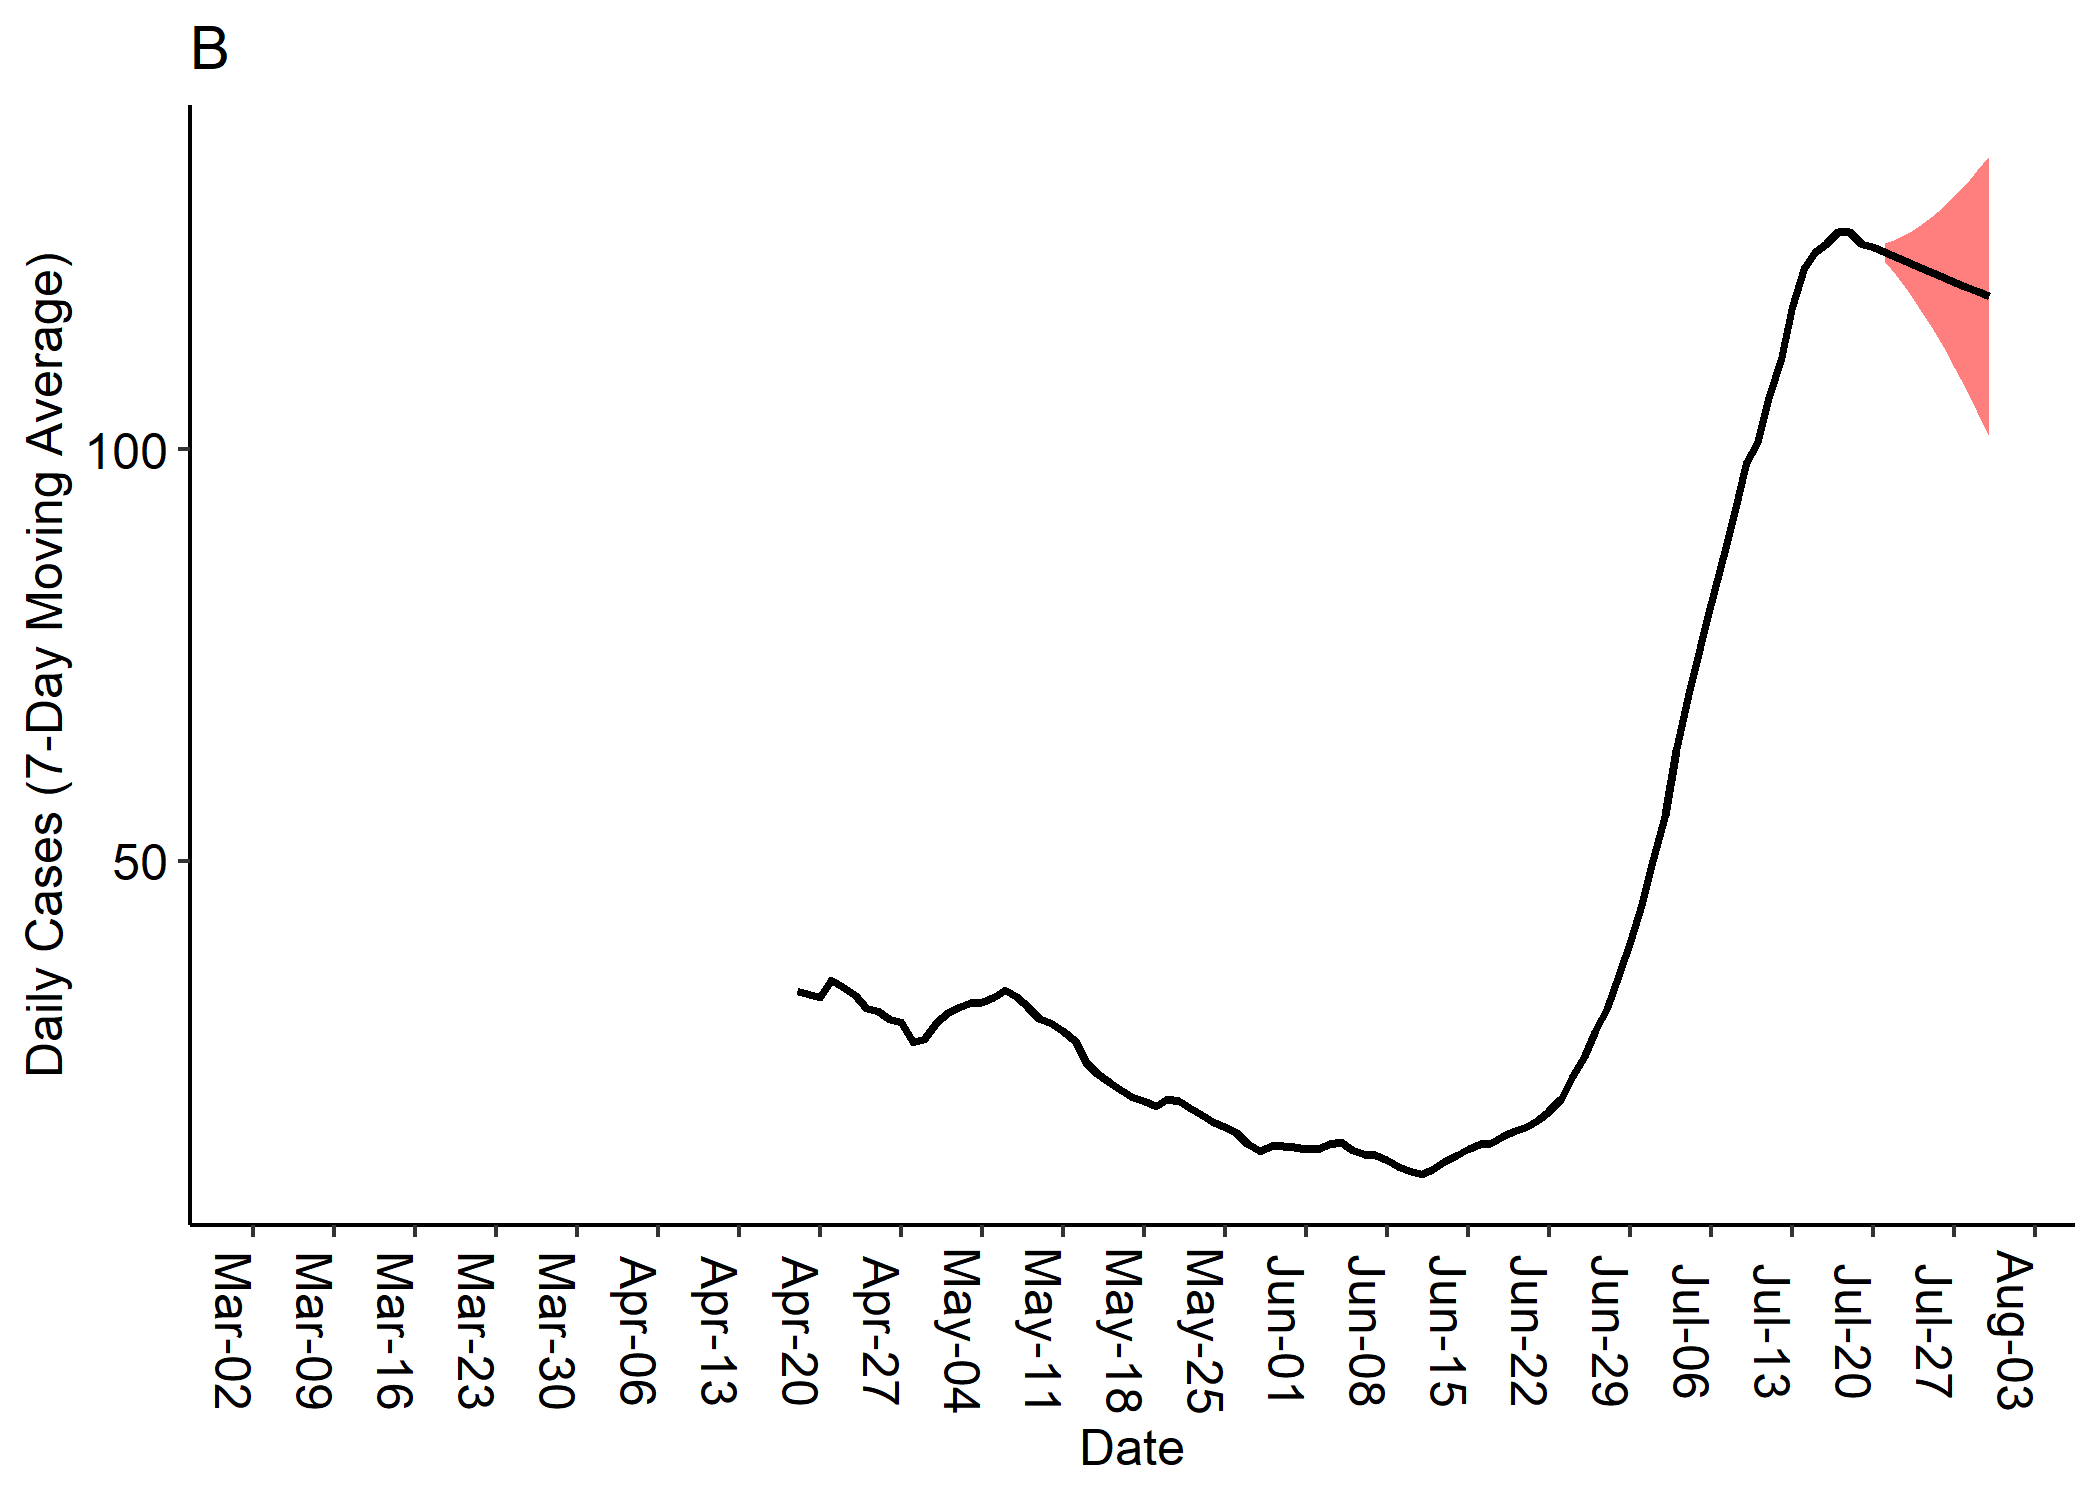 B
Daily Cases (7-Day Moving Average)
100
50
Mar-02
Mar-09
Mar-16
Mar-23
Mar-30
Apr-06
Apr-13
Apr-20
Apr-27
May-04
May-11
May-18
May-25
Jun-01
Jun-08
Jun-15
Jun-22
Jun-29
Jul-06
Jul-13
Jul-20
Jul-27
Aug-03
Date